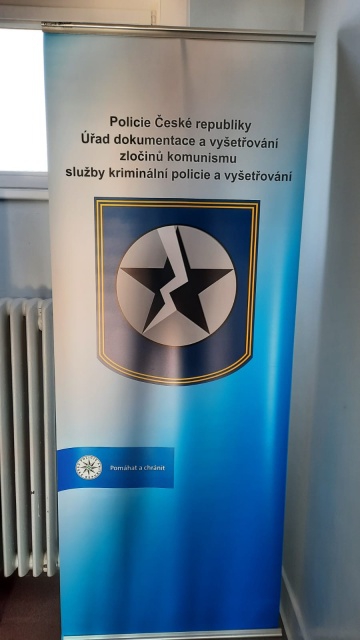 Policie České republiky
Úřad dokumentace a vyšetřování
zločinů komunismu
služby kriminální policie a vyšetřování
Pomáhat a chránit